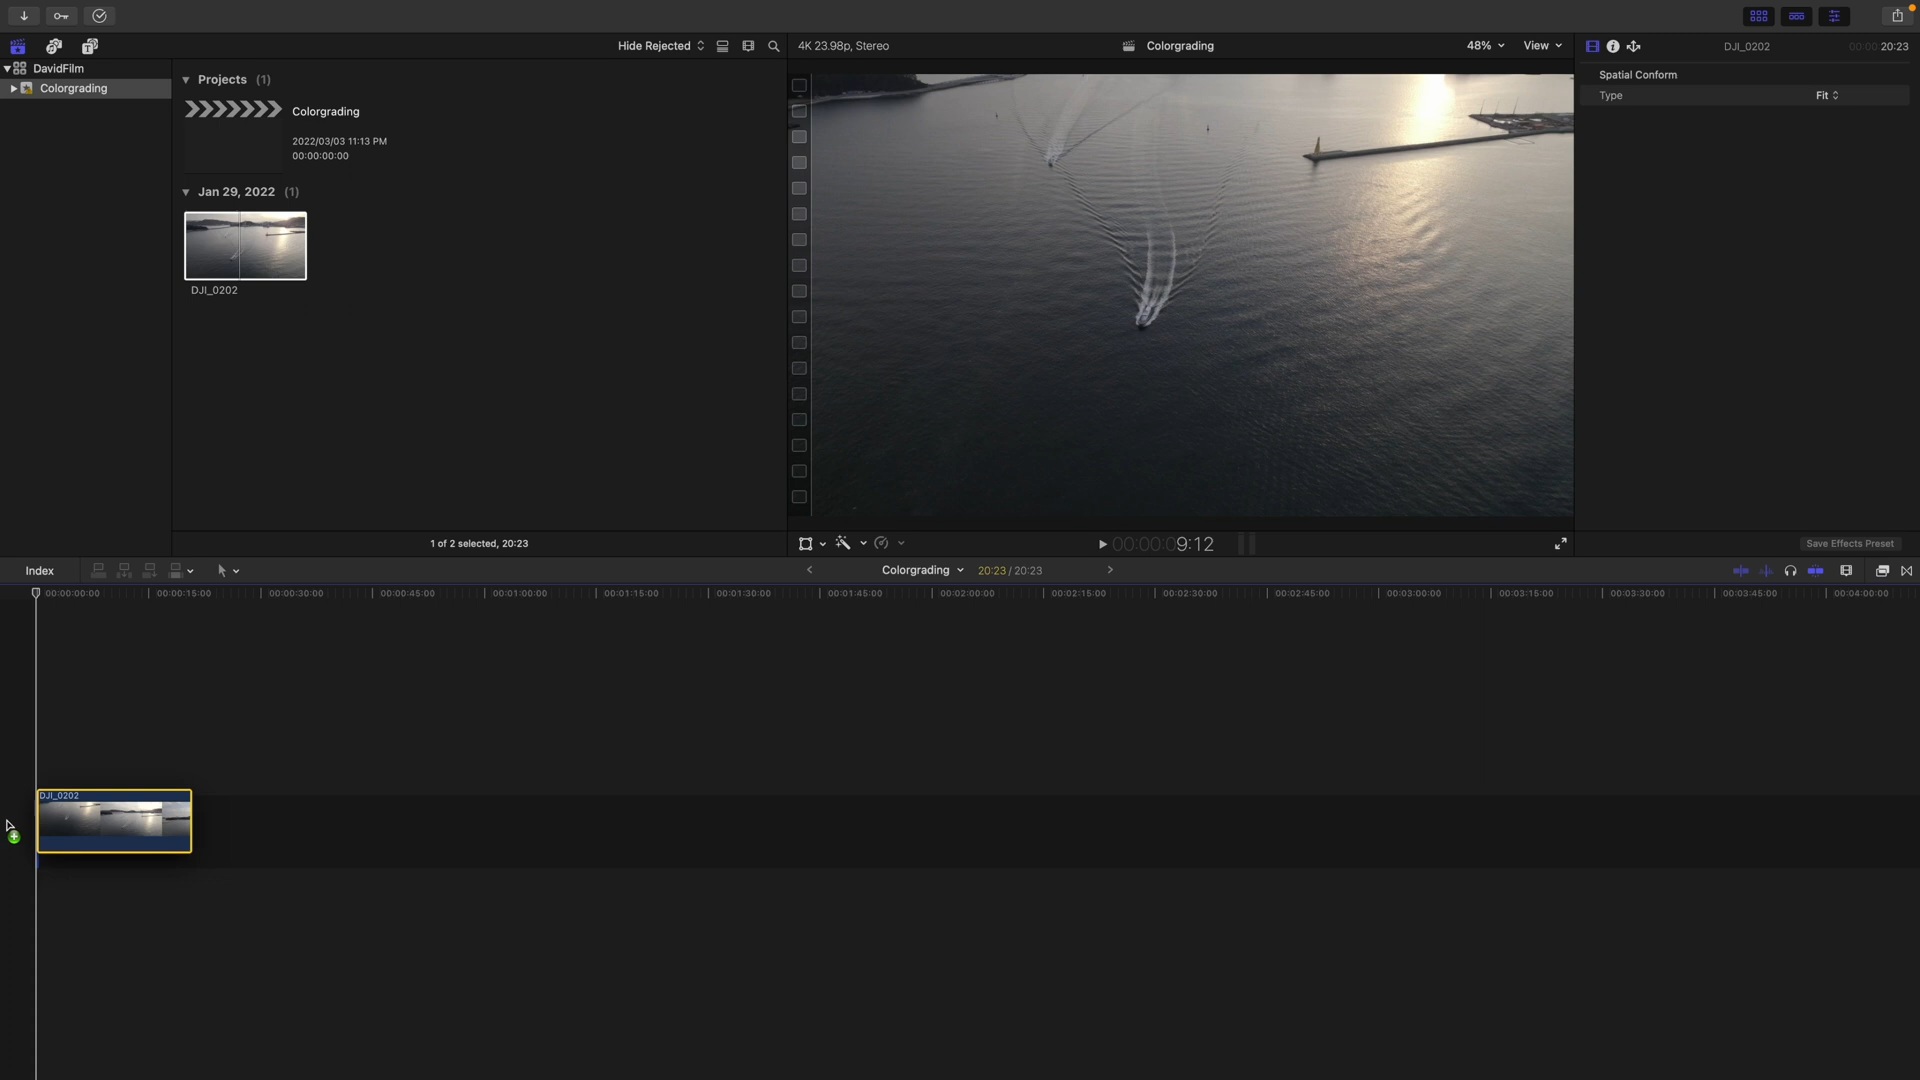 Hide Rejected
4K 23.98p, Stereo
Colorgrading
48%
View
DJI_0202
00:00:20:23
DavidFilm
Colorgrading
Projects (1)
Colorgrading
2022/03/03 11:13 PM
00:00:00:00
Jan 29, 2022 (1)
DJI_0202
Spatial Conform
Type
Fit
1 of 2 selected, 20:23
00:00:09:12
Save Effects Preset
Index
Colorgrading
20:23 / 20:23
00:00:00:00
00:00:15:00
00:00:30:00
00:00:45:00
00:01:00:00
00:01:15:00
00:01:30:00
00:01:45:00
00:02:00:00
00:02:15:00
00:02:30:00
00:02:45:00
00:03:00:00
00:03:15:00
00:03:30:00
00:03:45:00
00:04:00:00
DJI_0202